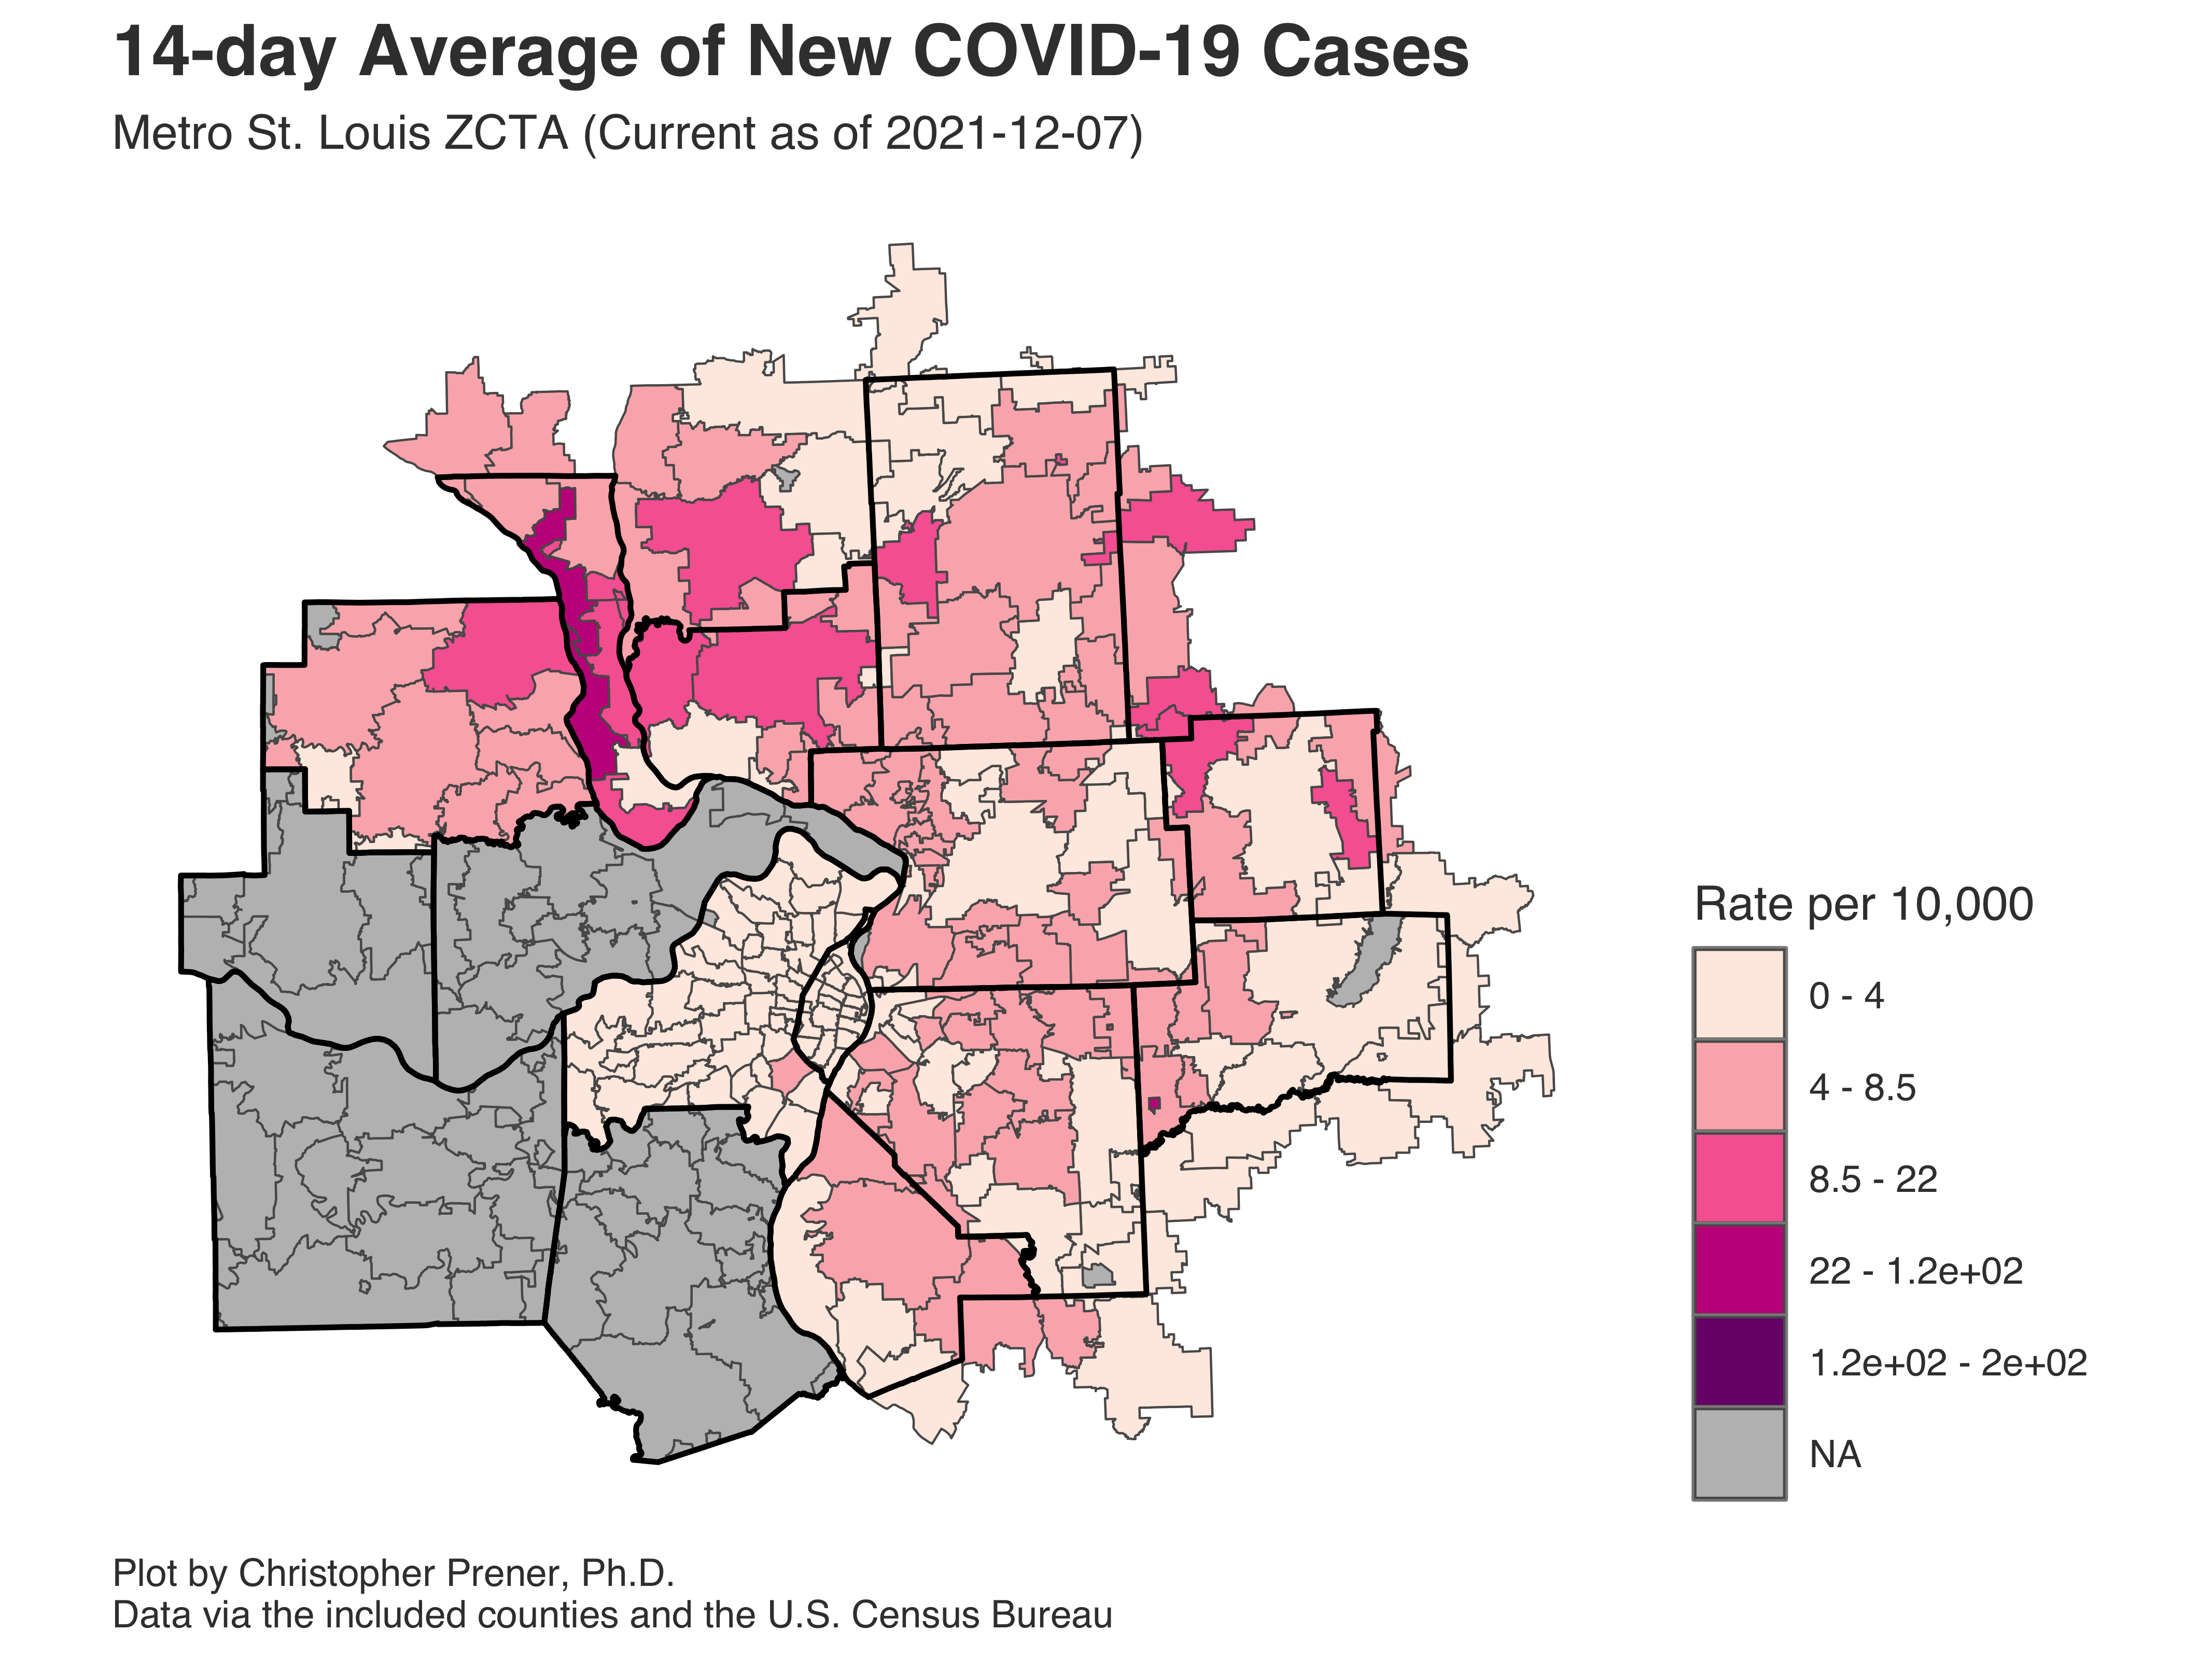 14-day Average of New COVID-19 Cases
Metro St. Louis ZCTA (Current as of 2021-12-07)
Rate per 10,000
0 - 4
4 - 8.5
8.5 - 22
22 - 1.2e+02
1.2e+02 - 2e+02
NA
Plot by Christopher Prener, Ph.D.
Data via the included counties and the U.S. Census Bureau